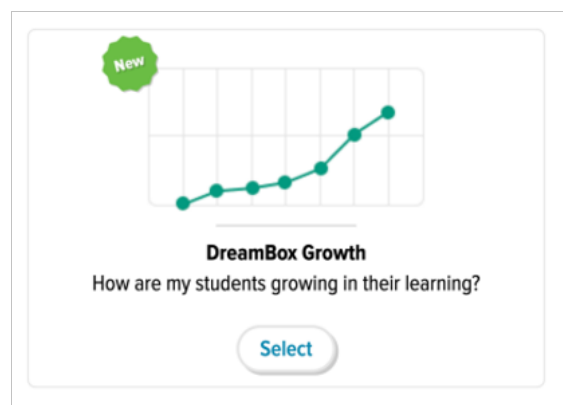 New
DreamBox Growth
How are my students growing in their learning?
Select